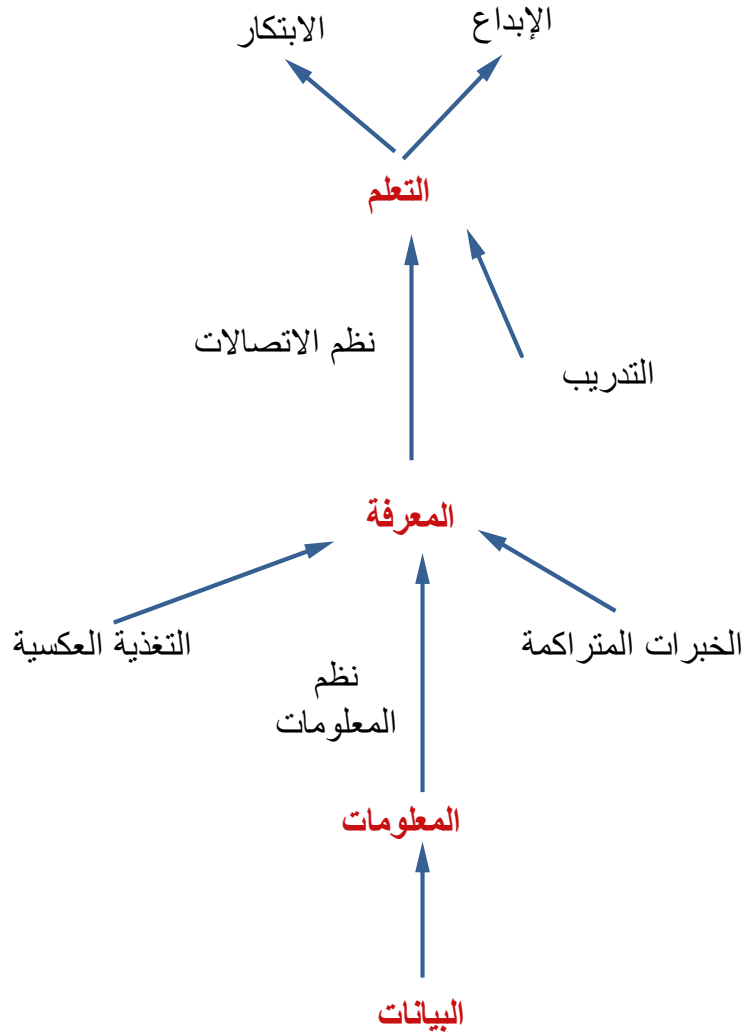 الإبداع
الابتكار
التعلم
نظم الاتصالات
التدريب
المعرفة
الخبرات المتراكمة
التغذية العكسية
نظم
المعلومات
المعلومات
البيانات